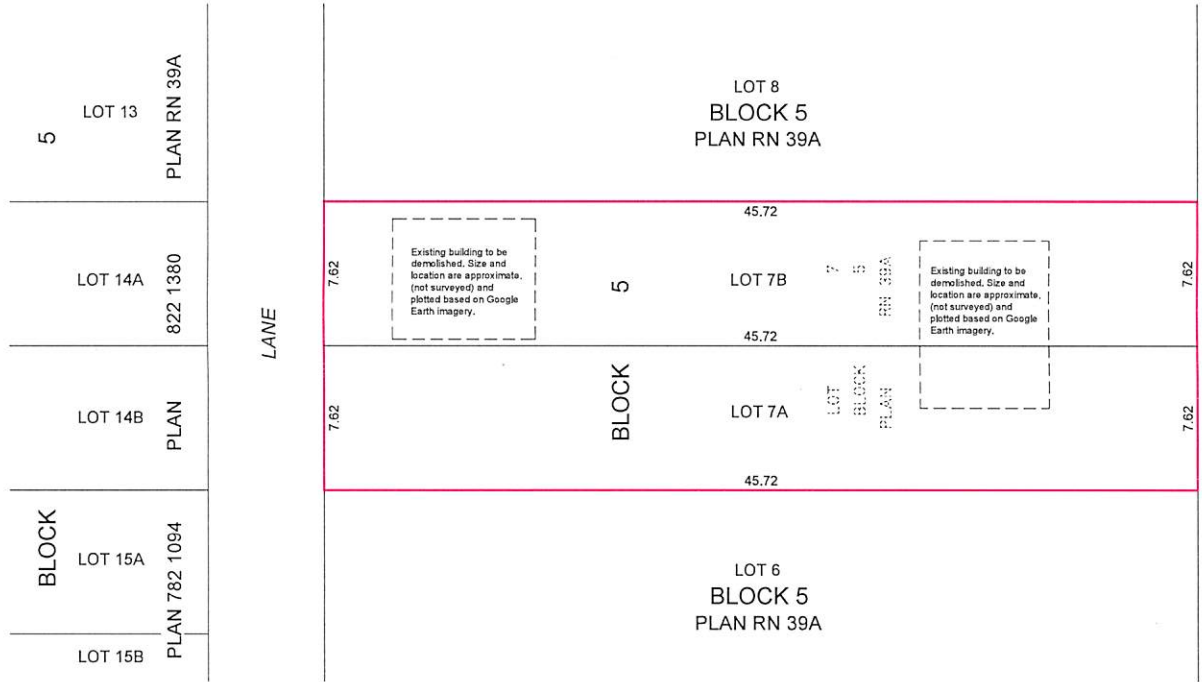 LOT 13
PLAN RN 39A
5
LOT 14A
822 1380
LOT 14B
PLAN
BLOCK
LOT 15A
PLAN 782 1094
LOT 15B
LANE
LOT 8
BLOCK 5
PLAN RN 39A
45.72
7.62
Existing building to be
demolished. Size and
location are approximate,
(not surveyed) and
plotted based on Google
Earth imagery.
5
LOT 7B
7
5
RN 39A
Existing building to be
demolished. Size and
location are approximate,
(not surveyed) and
plotted based on Google
Earth imagery.
7.62
45.72
7.62
BLOCK
LOT 7A
LOT
BLOCK
PLAN
7.62
45.72
LOT 6
BLOCK 5
PLAN RN 39A